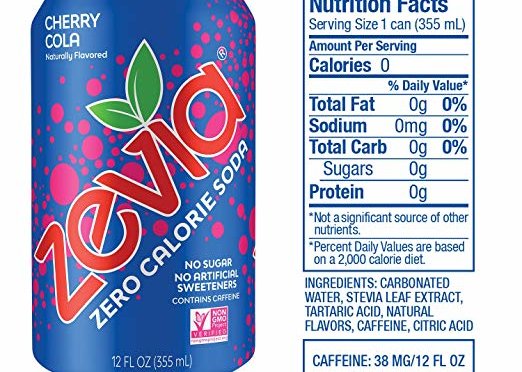 CHERRY
COLA
Naturally Flavored
zevia®
ZERO CALORIE SODA
NO SUGAR
NO ARTIFICIAL
SWEETENERS
CONTAINS CAFFEINE
NON
GMO
Project
VERIFIED
nongmoproject.org
12 FL OZ (355 mL)
Nutrition Facts
Serving Size 1 can (355 mL)
Amount Per Serving
Calories 0
% Daily Value*
Total Fat 0g 0%
Sodium 0mg 0%
Total Carb 0g 0%
Sugars 0g
Protein 0g
*Not a significant source of other
nutrients.
*Percent Daily Values are based
on a 2,000 calorie diet.
INGREDIENTS: CARBONATED
WATER, STEVIA LEAF EXTRACT,
TARTARIC ACID, NATURAL
FLAVORS, CAFFEINE, CITRIC ACID
CAFFEINE: 38 MG/12 FL OZ